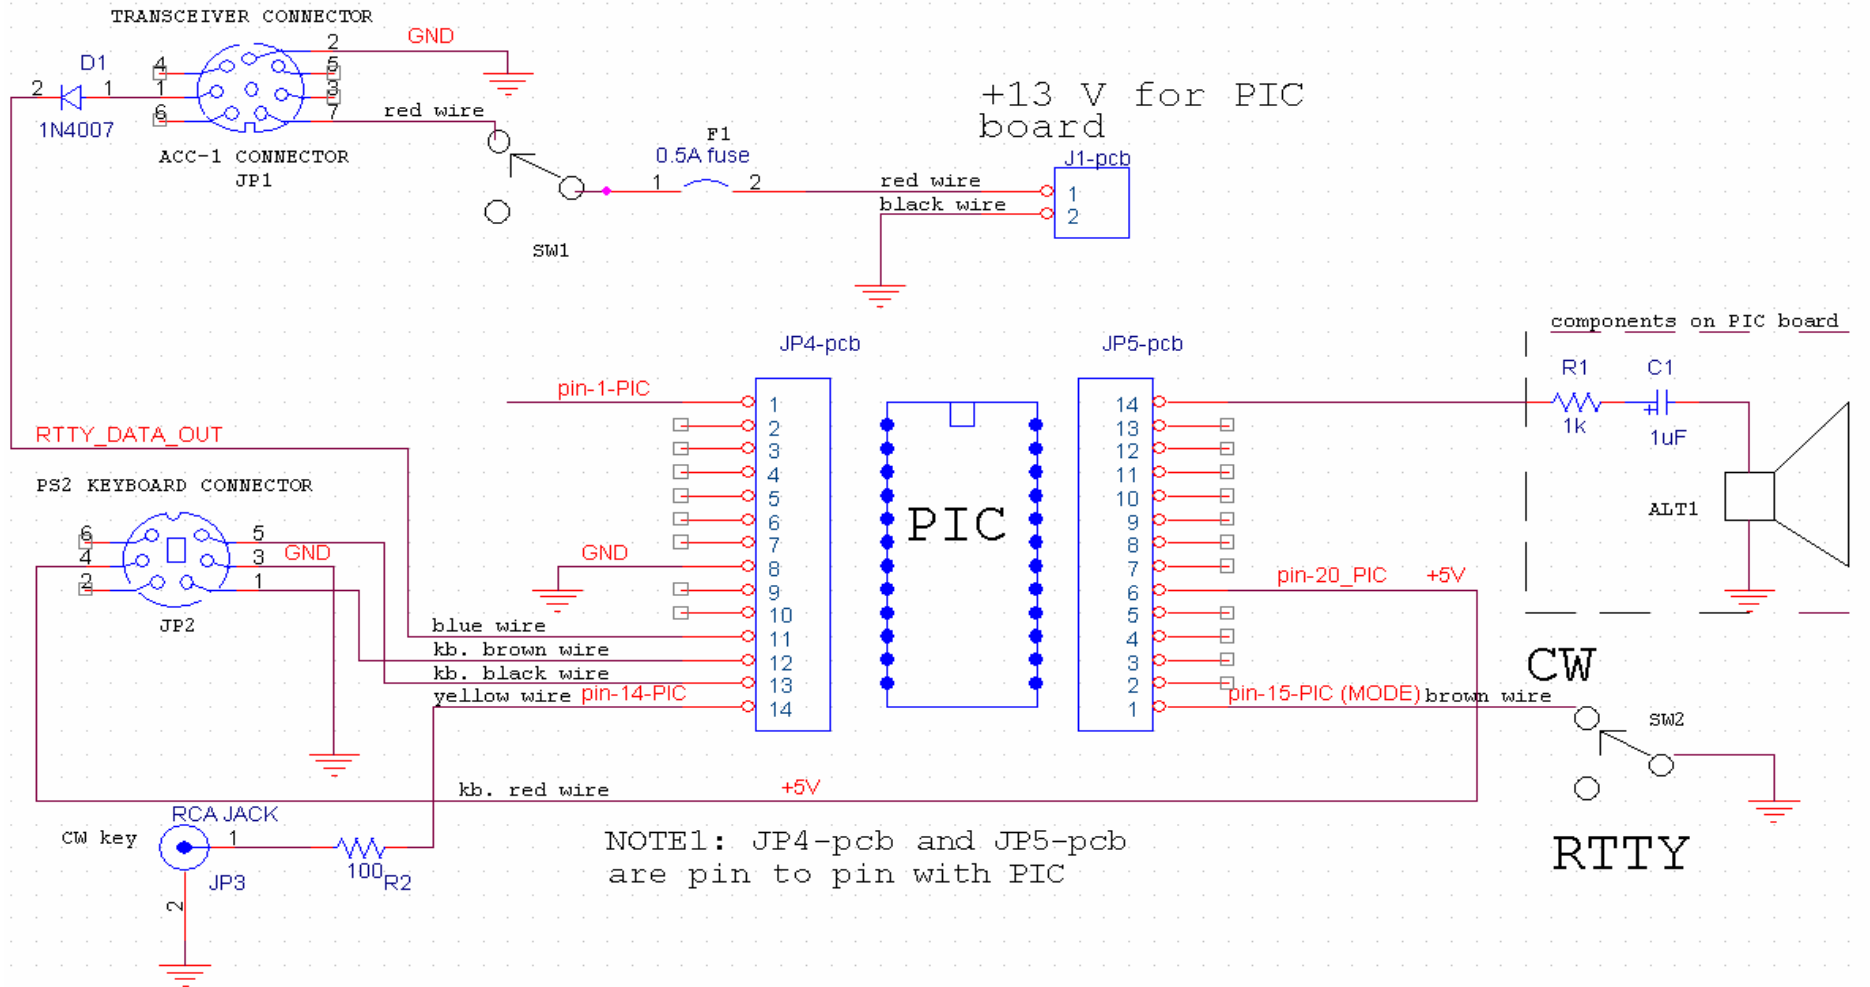 TRANSCEIVER CONNECTOR
2
GND
4
5
D1
2
1
1
3
6
7
red wire
1N4007
ACC-1 CONNECTOR
JP1
SW1
F1
0.5A fuse
1
2
+13 V for PIC
board
J1-pcb
red wire
1
black wire
2
components on PIC board
R1
C1
1k
+
1uF
ALT1
JP4-pcb
JP5-pcb
pin-1-PIC
1
2
3
4
5
6
7
GND
8
9
10
blue wire
11
kb. brown wire
12
kb. black wire
13
yellow wire pin-14-PIC
14
PIC
14
13
12
11
10
9
8
7
6
5
4
3
2
1
pin-20_PIC +5V
pin-15-PIC (MODE) brown wire
CW
SW2
RTTY
RTTY_DATA_OUT
PS2 KEYBOARD CONNECTOR
6
5
4
3
GND
2
1
JP2
kb. red wire
+5V
RCA JACK
CW key
1
100
R2
JP3
2
NOTE1: JP4-pcb and JP5-pcb
are pin to pin with PIC